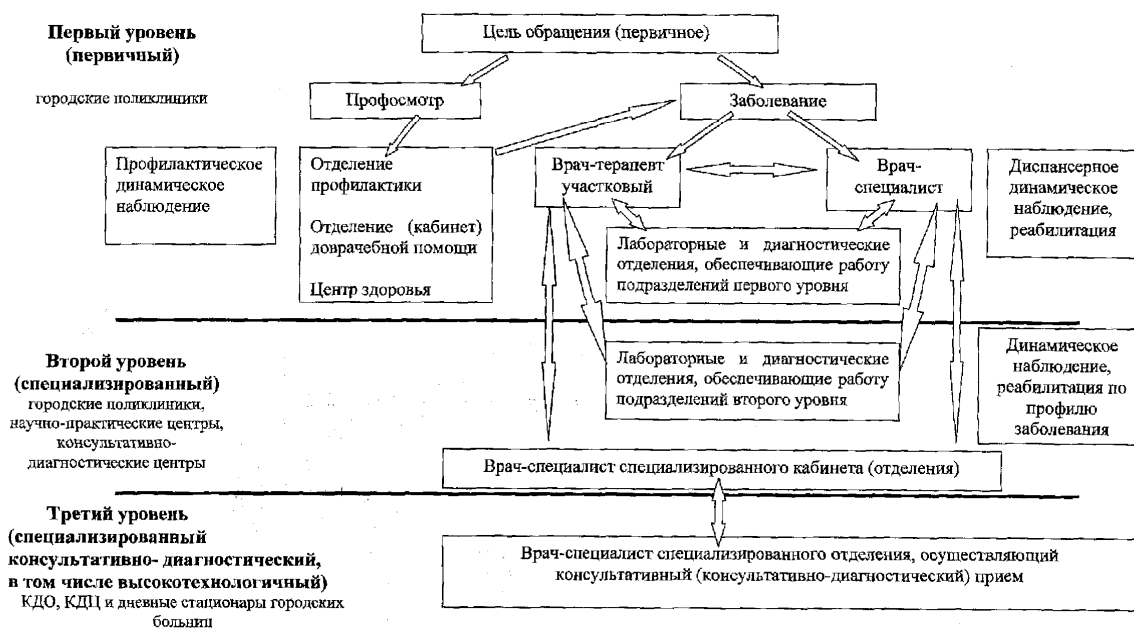 Первый уровень
(первичный)
городские поликлиники
Цель обращения (первичное)
Профосмотр
Заболевание
Профилактическое
динамическое
наблюдение
Отделение
профилактики
Отделение (кабинет)
доврачебной помощи
Центр здоровья
Врач-терапевт
участковый
Врач-
специалист
Диспансерное
динамическое
наблюдение,
реабилитация
Лабораторные и диагностические
отделения, обеспечивающие работу
подразделений первого уровня
Второй уровень
(специализированный)
городские поликлиники,
научно-практические центры,
консультативно-
диагностические центры
Лабораторные и диагностические
отделения, обеспечивающие работу
подразделений второго уровня
Динамическое
наблюдение,
реабилитация по
профилю
заболевания
Врач-специалист специализированного кабинета (отделения)
Третий уровень
(специализированный
консультативно- диагностический,
в том числе высокотехнологичный)
КДО, КДЦ и дневные стационары городских
больниц
Врач-специалист специализированного отделения, осуществляющий
консультативный (консультативно-диагностический) прием